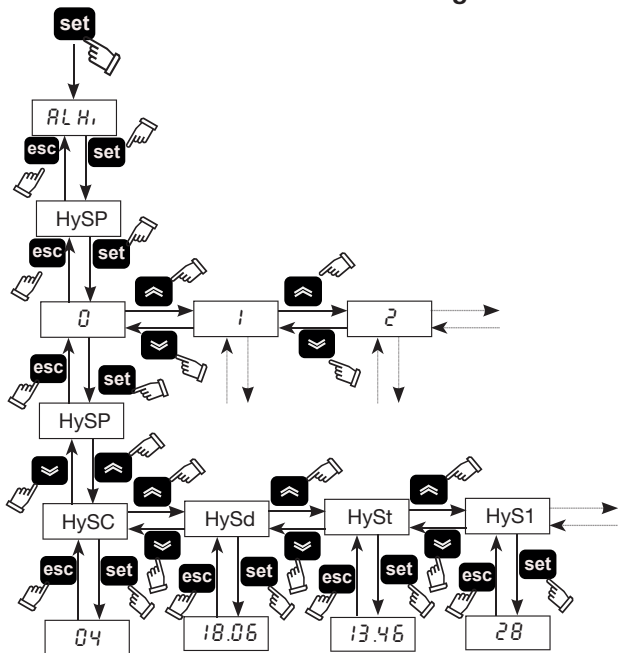 g
set
ALHi
esc set
HySP
esc set
0 1 2
esc set
HySP
HySC HySd HySt HyS1
esc set esc set esc set esc set
04 18.06 13.46 28